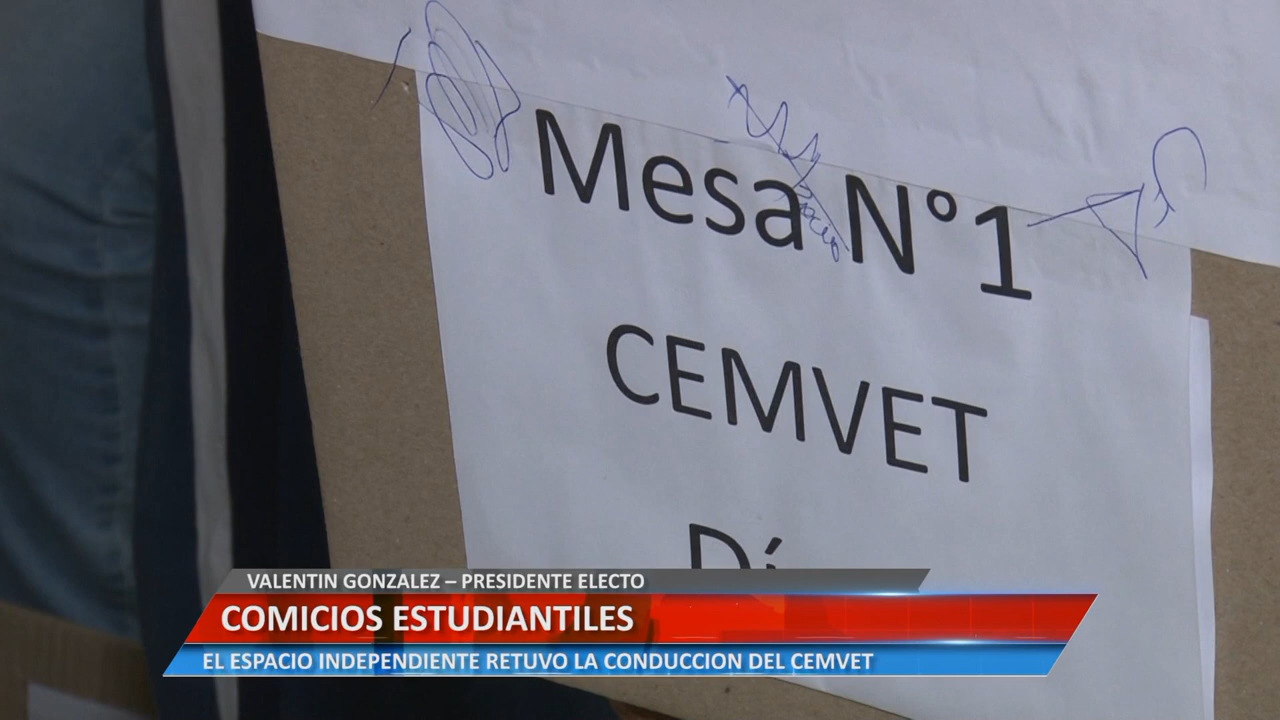 Mesa N°1
CEMVET
VALENTIN GONZALEZ – PRESIDENTE ELECTO
COMICIOS ESTUDIANTILES
EL ESPACIO INDEPENDIENTE RETUVO LA CONDUCCION DEL CEMVET